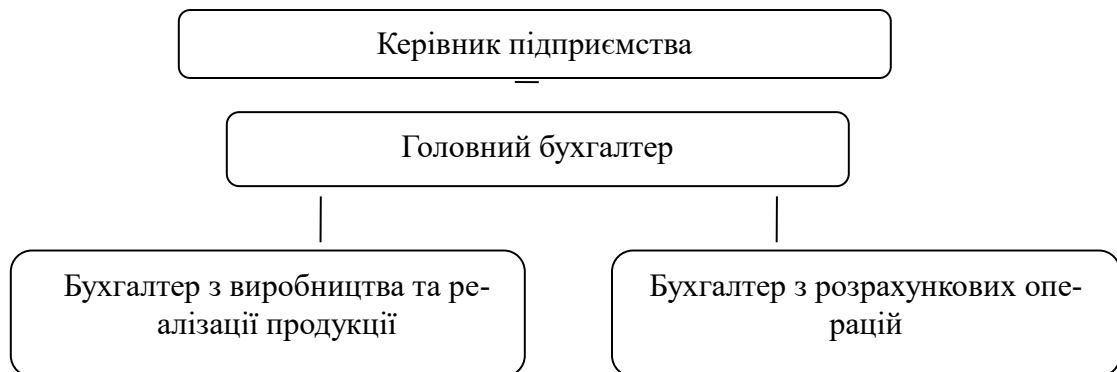 Керівник підприємства
Головний бухгалтер
Бухгалтер з виробництва та ре-
алізації продукції
Бухгалтер з розрахункових опе-
рацій